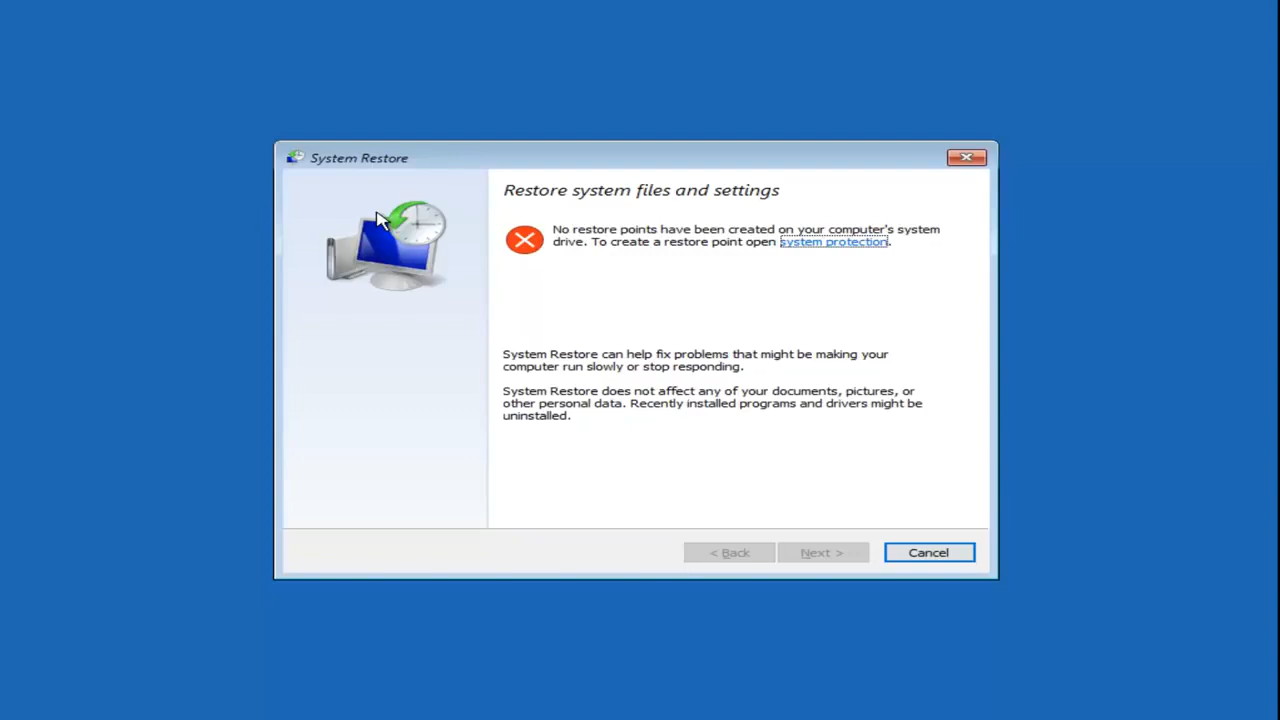 System Restore
Restore system files and settings
No restore points have been created on your computer's system
drive. To create a restore point open system protection.
System Restore can help fix problems that might be making your
computer run slowly or stop responding.
System Restore does not affect any of your documents, pictures, or
other personal data. Recently installed programs and drivers might be
uninstalled.
< Back Next > Cancel